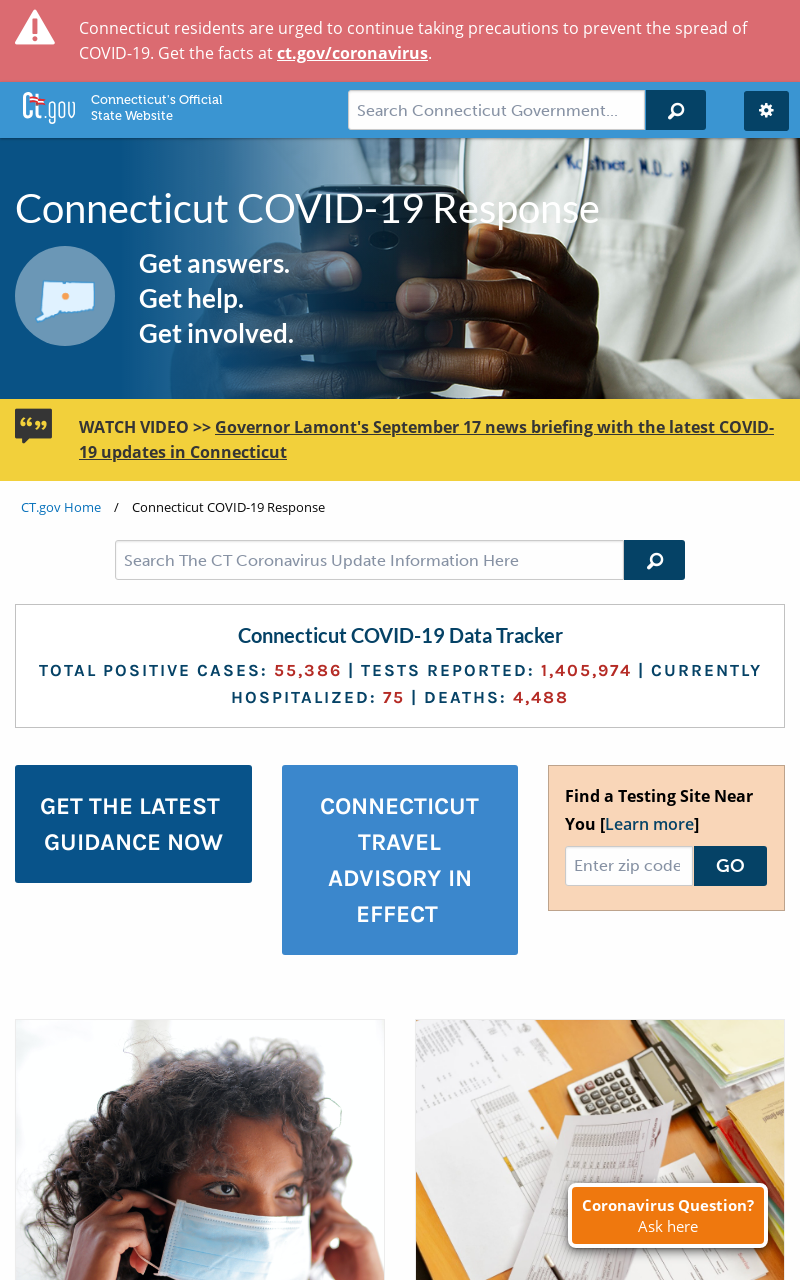 Connecticut residents are urged to continue taking precautions to prevent the spread of
COVID-19. Get the facts at ct.gov/coronavirus.
Ct.gov
Connecticut's Official
State Website
Search Connecticut Government...
Connecticut COVID-19 Response
Get answers.
Get help.
Get involved.
WATCH VIDEO >> Governor Lamont's September 17 news briefing with the latest COVID-
19 updates in Connecticut
CT.gov Home / Connecticut COVID-19 Response
Search The CT Coronavirus Update Information Here
Connecticut COVID-19 Data Tracker
TOTAL POSITIVE CASES: 55,386 | TESTS REPORTED: 1,405,974 | CURRENTLY
HOSPITALIZED: 75 | DEATHS: 4,488
GET THE LATEST
GUIDANCE NOW
CONNECTICUT
TRAVEL
ADVISORY IN
EFFECT
Find a Testing Site Near
You [Learn more]
Enter zip code
GO
Coronavirus Question?
Ask here